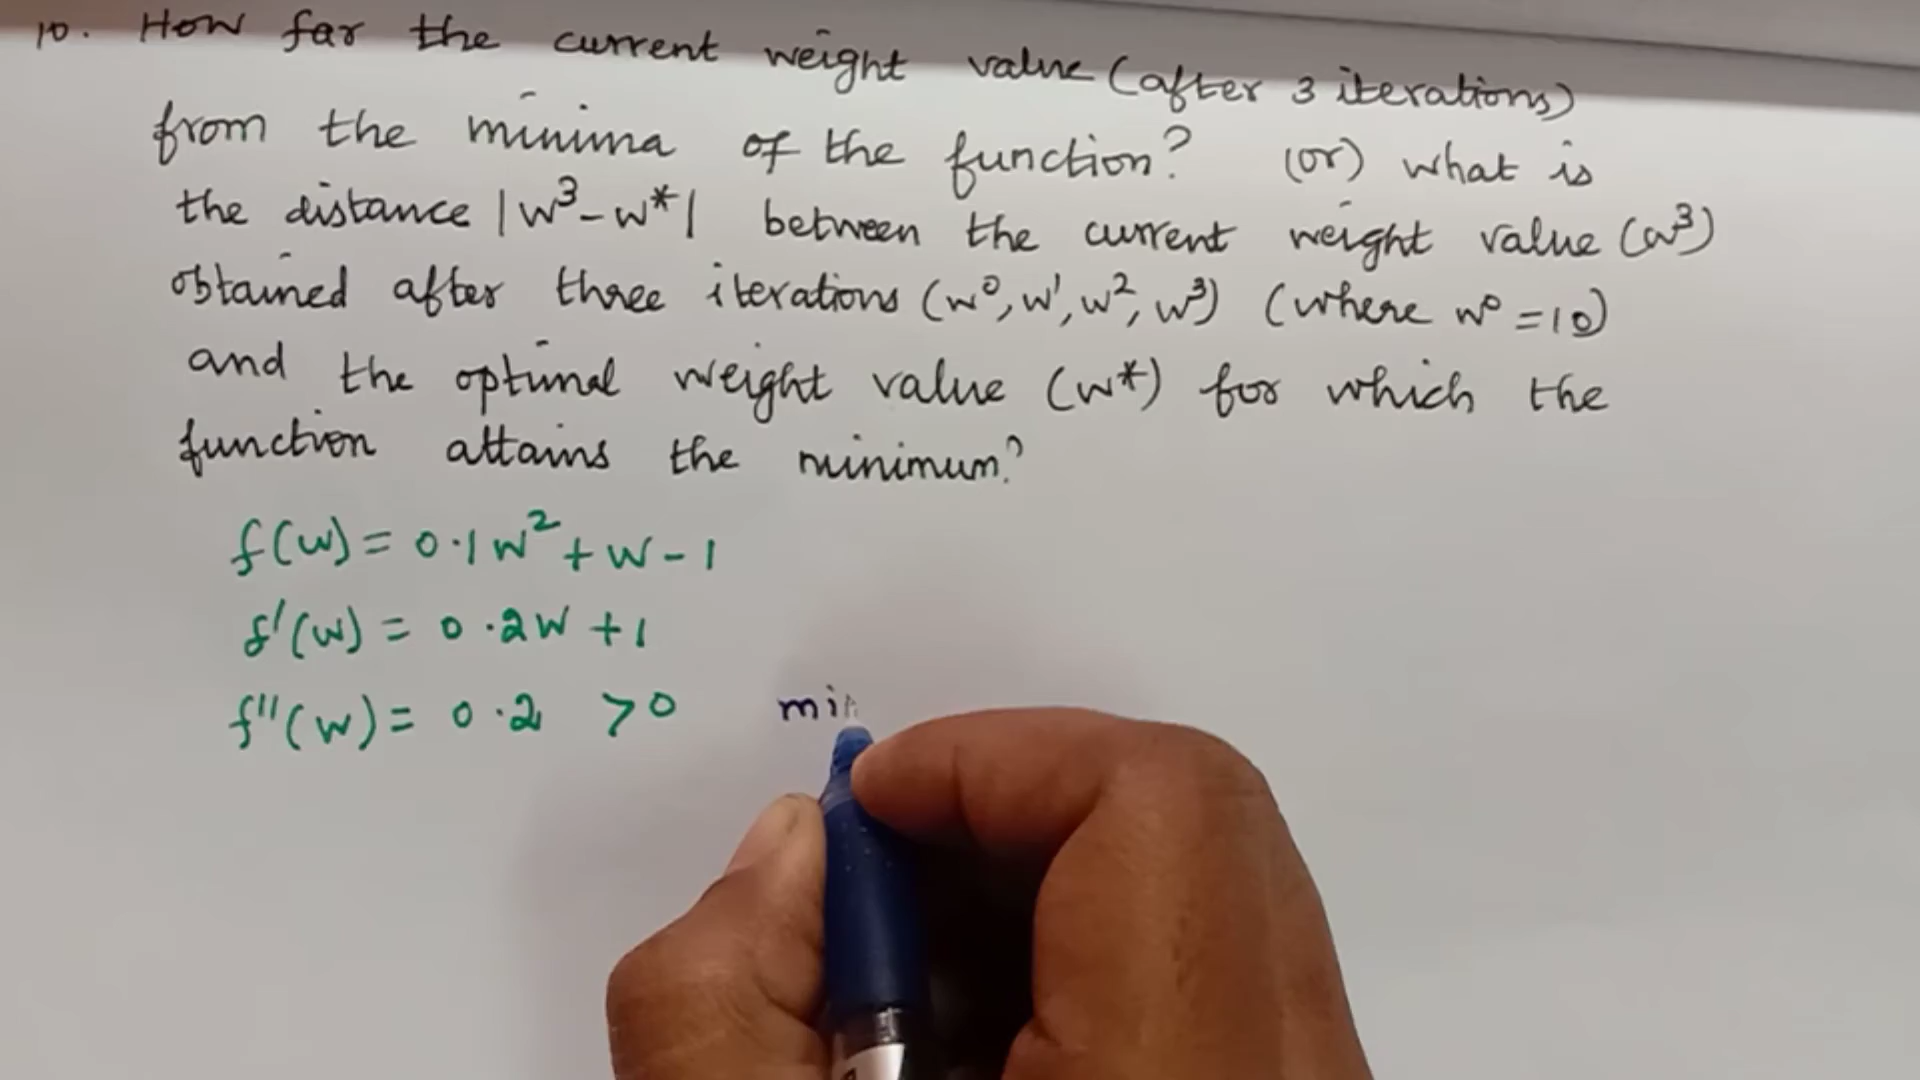 10. How far the current weight value (after 3 iterations)
from the minima of the function? (or) what is
the distance |w³-w*| between the current weight value (w³)
obtained after three iterations (w⁰, w¹, w², w³) (where w⁰ = 10)
and the optimal weight value (w*) for which the
function attains the minimum?
f(w) = 0.1w² + w - 1
f'(w) = 0.2w + 1
f''(w) = 0.2 >0 mi